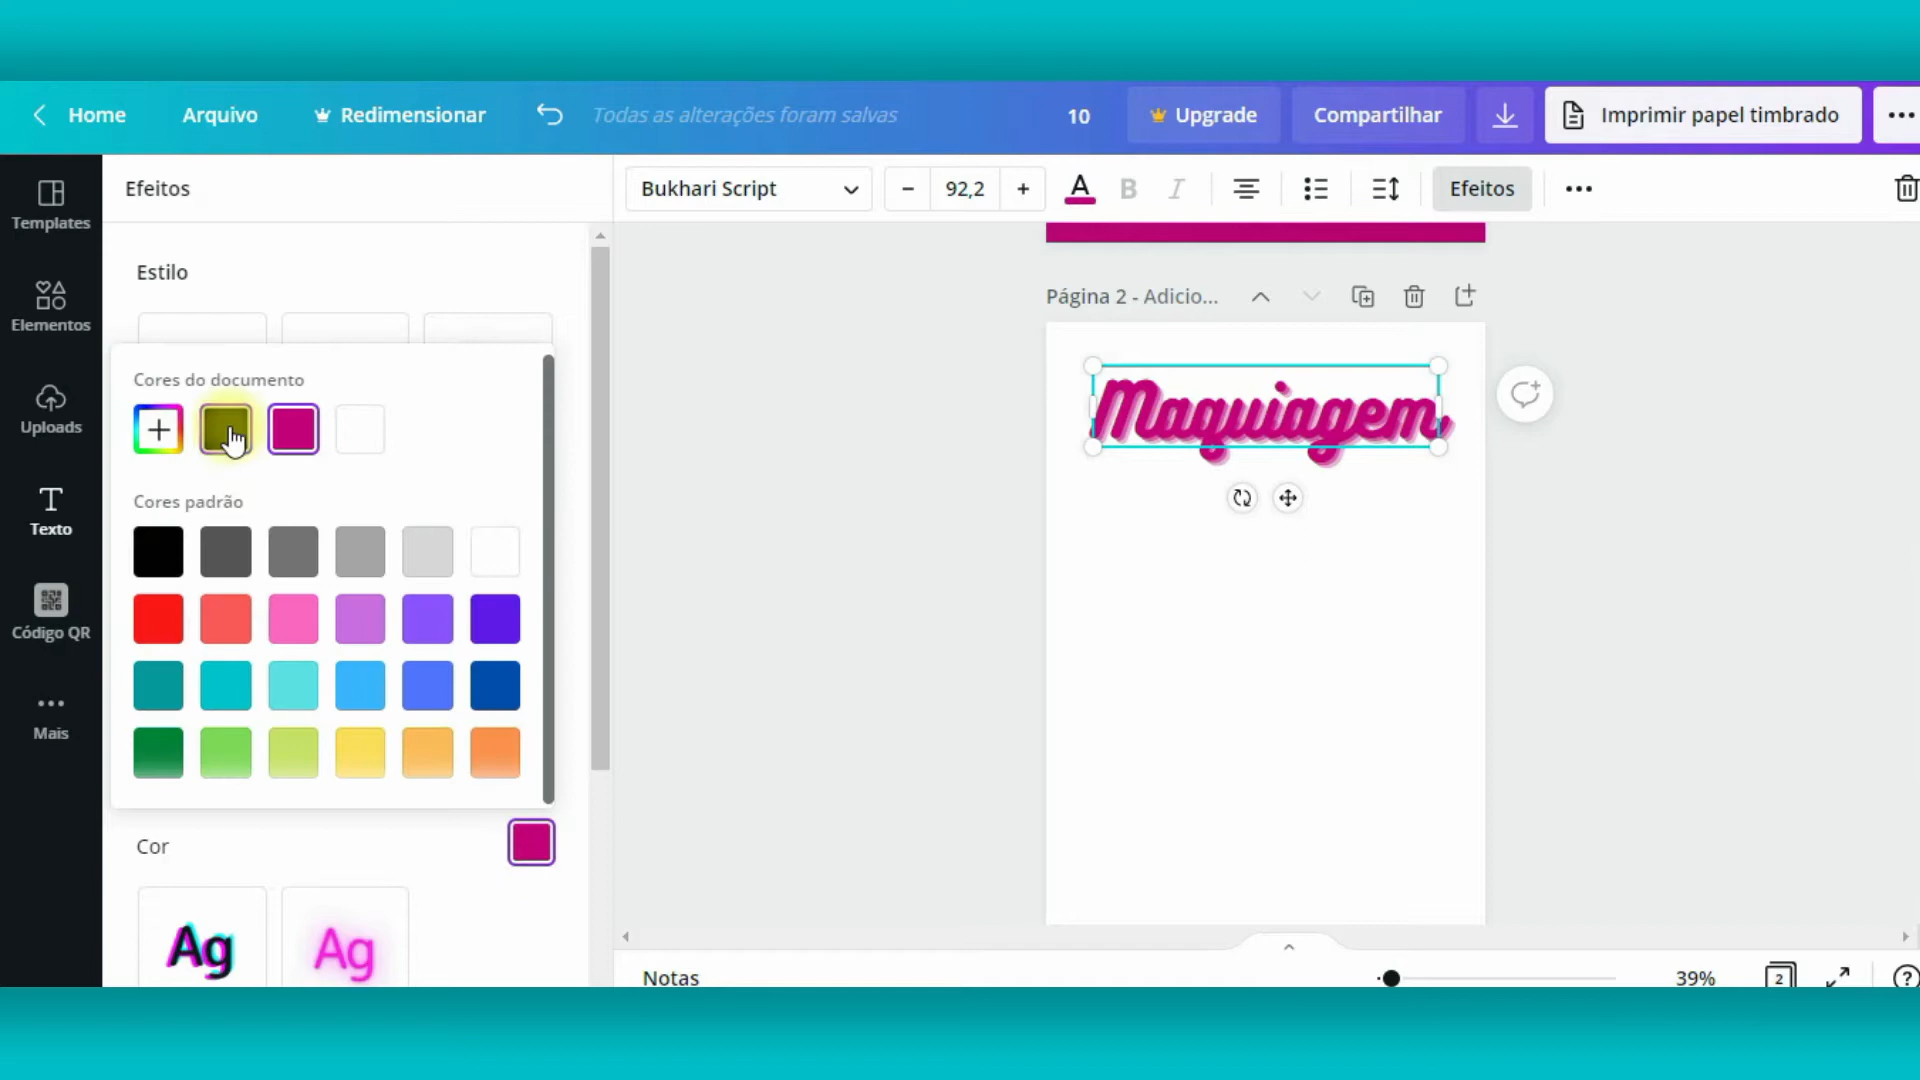 Home Arquivo Redimensionar Todas as alterações foram salvas 10 Upgrade Compartilhar Imprimir papel timbrado
Efeitos
Bukhari Script 92,2 A B I Efeitos
Templates
Elementos
Uploads
Texto
Código QR
Mais
Estilo
Cores do documento
Cores padrão
Cor
Ag Ag
Página 2 - Adicio...
Maquiagem,
Notas 39% 2 ?